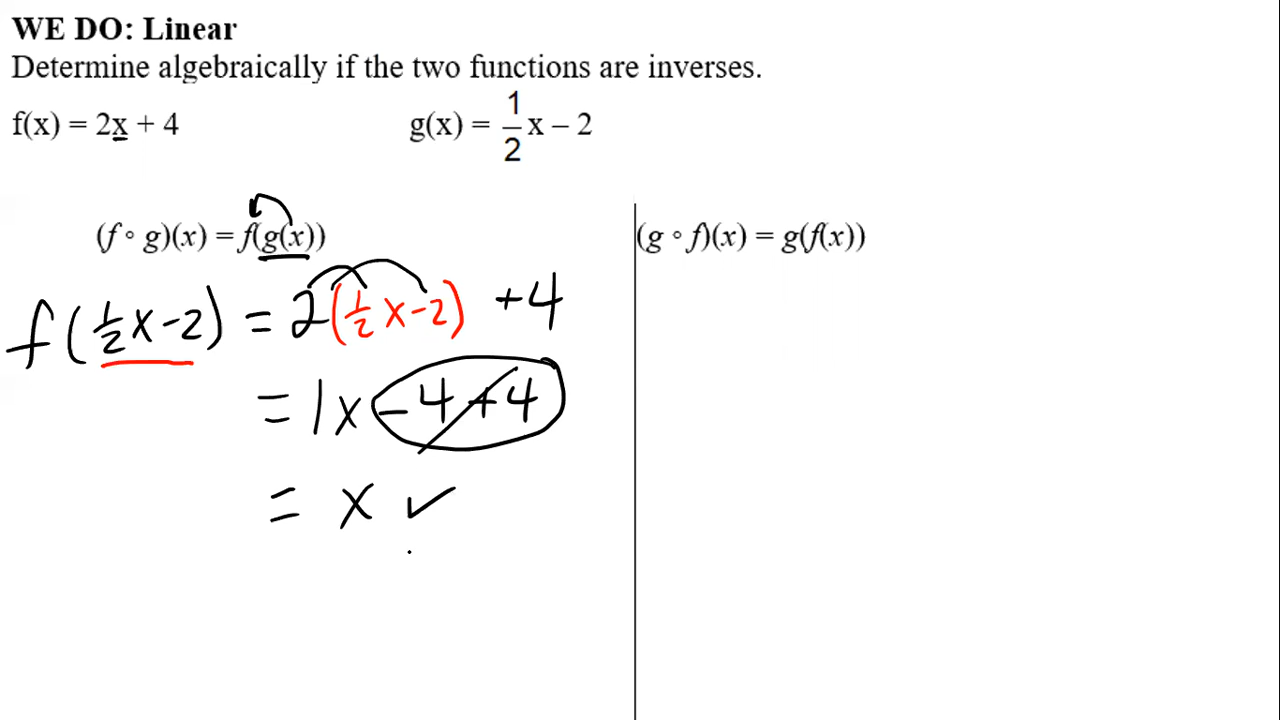 WE DO: Linear
Determine algebraically if the two functions are inverses.
f(x) = 2x + 4
g(x) = 1/2 x – 2
(f ∘ g)(x) = f(g(x))
f(1/2 x - 2) = 2(1/2 x - 2) + 4
= 1x - 4 + 4
= x ✓
(g ∘ f)(x) = g(f(x))